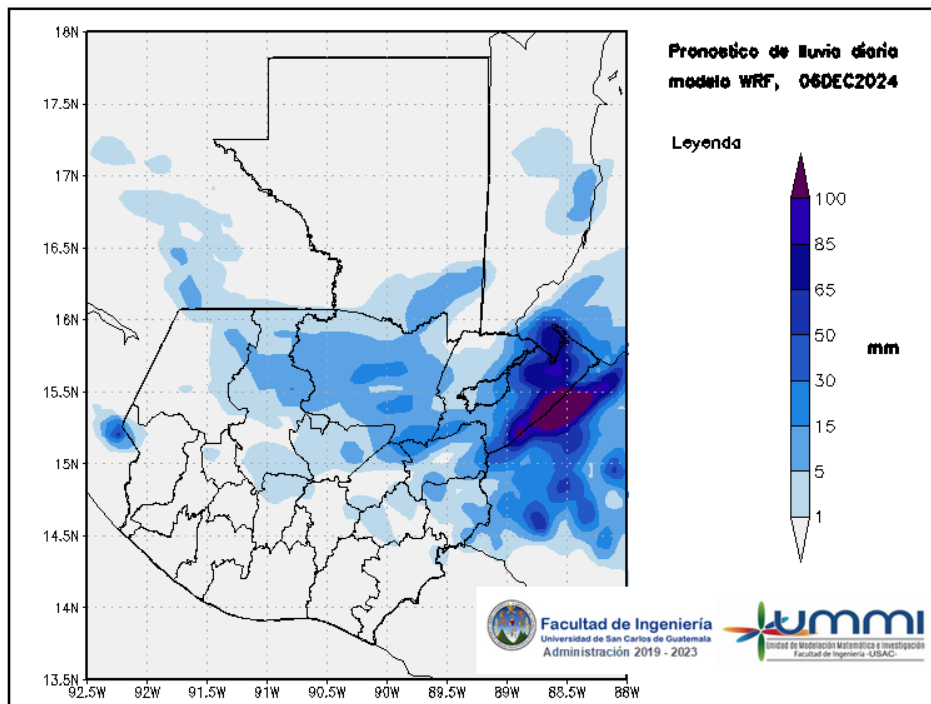 18N
17.5N
17N
16.5N
16N
15.5N
15N
14.5N
14N
13.5N
92.5W
92W
91.5W
91W
90.5W
90W
89.5W
89W
88.5W
88W
Pronostico de lluvia diaria
modelo WRF, 06DEC2024
Leyenda
100
85
65
50
30
15
5
1
mm
Facultad de Ingeniería
Universidad de San Carlos de Guatemala
Administración 2019 - 2023
ummi
Unidad de Modelación Matemática e Investigación
Facultad de Ingeniería -USAC-